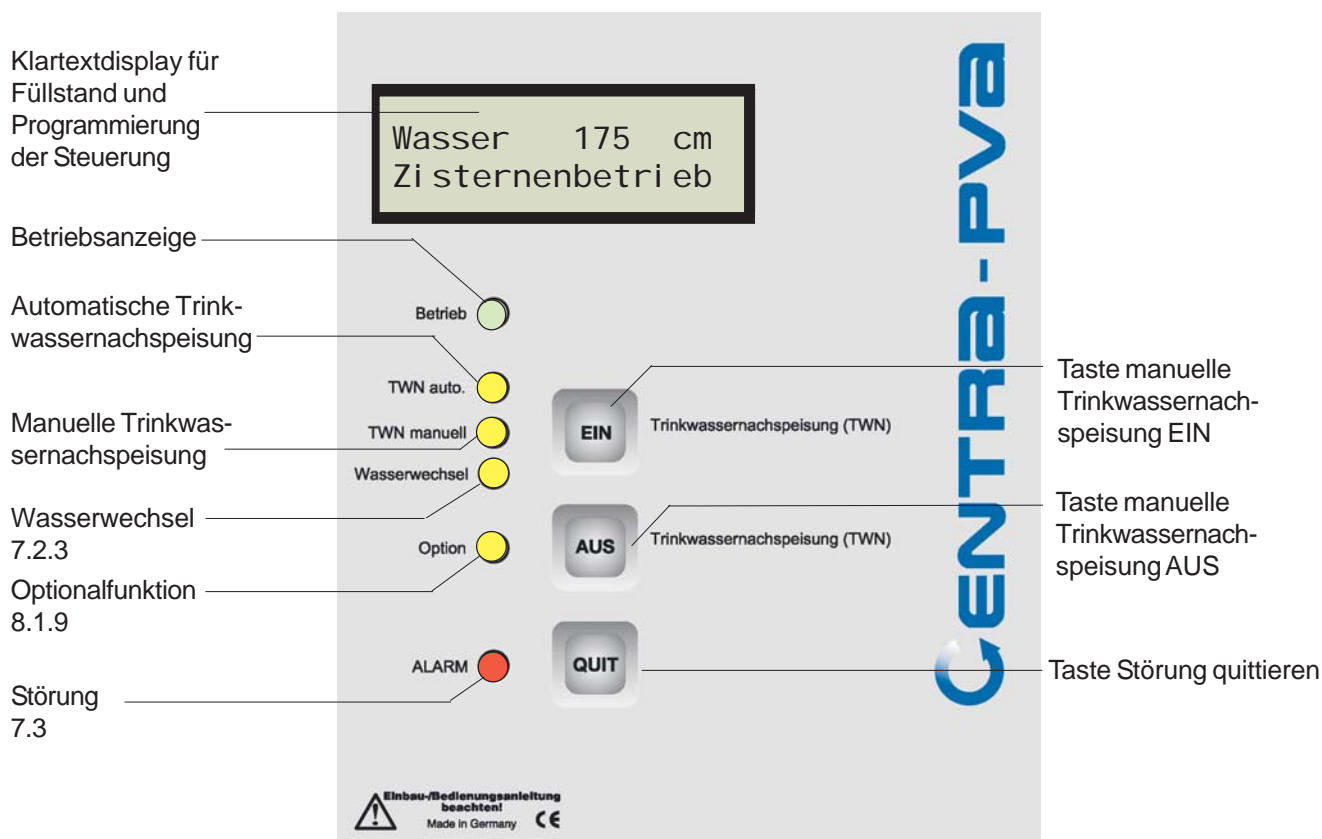 Klartextdisplay für
Füllstand und
Programmierung
der Steuerung
Wasser 175 cm
Zisternenbetrieb
Betriebsanzeige
Automatische Trink-
wassernachspeisung
Manuelle Trinkwas-
sernachspeisung
Wasserwechsel
7.2.3
Optionalfunktion
8.1.9
Störung
7.3
Betrieb
TWN auto.
TWN manuell
Wasserwechsel
Option
ALARM
EIN
Trinkwassernachspeisung (TWN)
AUS
Trinkwassernachspeisung (TWN)
QUIT
Taste manuelle
Trinkwassernach-
speisung EIN
Taste manuelle
Trinkwassernach-
speisung AUS
Taste Störung quittieren
CENTRa-PVa
Einbau-/Bedienungsanleitung
beachten!
Made in Germany CE